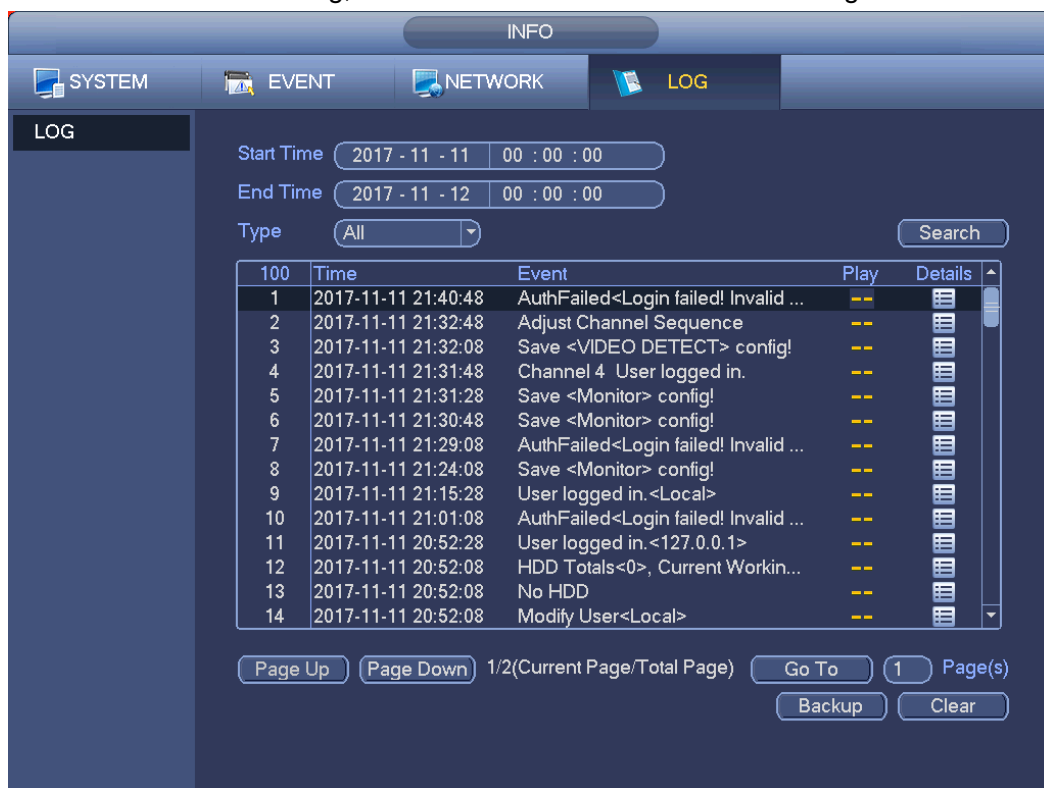 INFO
SYSTEM EVENT NETWORK LOG
LOG
Start Time 2017 - 11 - 11 00 : 00 : 00
End Time 2017 - 11 - 12 00 : 00 : 00
Type All Search
100 Time Event Play Details
1 2017-11-11 21:40:48 AuthFailed<Login failed! Invalid ... --
2 2017-11-11 21:32:48 Adjust Channel Sequence --
3 2017-11-11 21:32:08 Save <VIDEO DETECT> config! --
4 2017-11-11 21:31:48 Channel 4 User logged in. --
5 2017-11-11 21:31:28 Save <Monitor> config! --
6 2017-11-11 21:30:48 Save <Monitor> config! --
7 2017-11-11 21:29:08 AuthFailed<Login failed! Invalid ... --
8 2017-11-11 21:24:08 Save <Monitor> config! --
9 2017-11-11 21:15:28 User logged in.<Local> --
10 2017-11-11 21:01:08 AuthFailed<Login failed! Invalid ... --
11 2017-11-11 20:52:28 User logged in.<127.0.0.1> --
12 2017-11-11 20:52:08 HDD Totals<0>, Current Workin... --
13 2017-11-11 20:52:08 No HDD --
14 2017-11-11 20:52:08 Modify User<Local> --
Page Up Page Down 1/2(Current Page/Total Page) Go To 1 Page(s)
Backup Clear